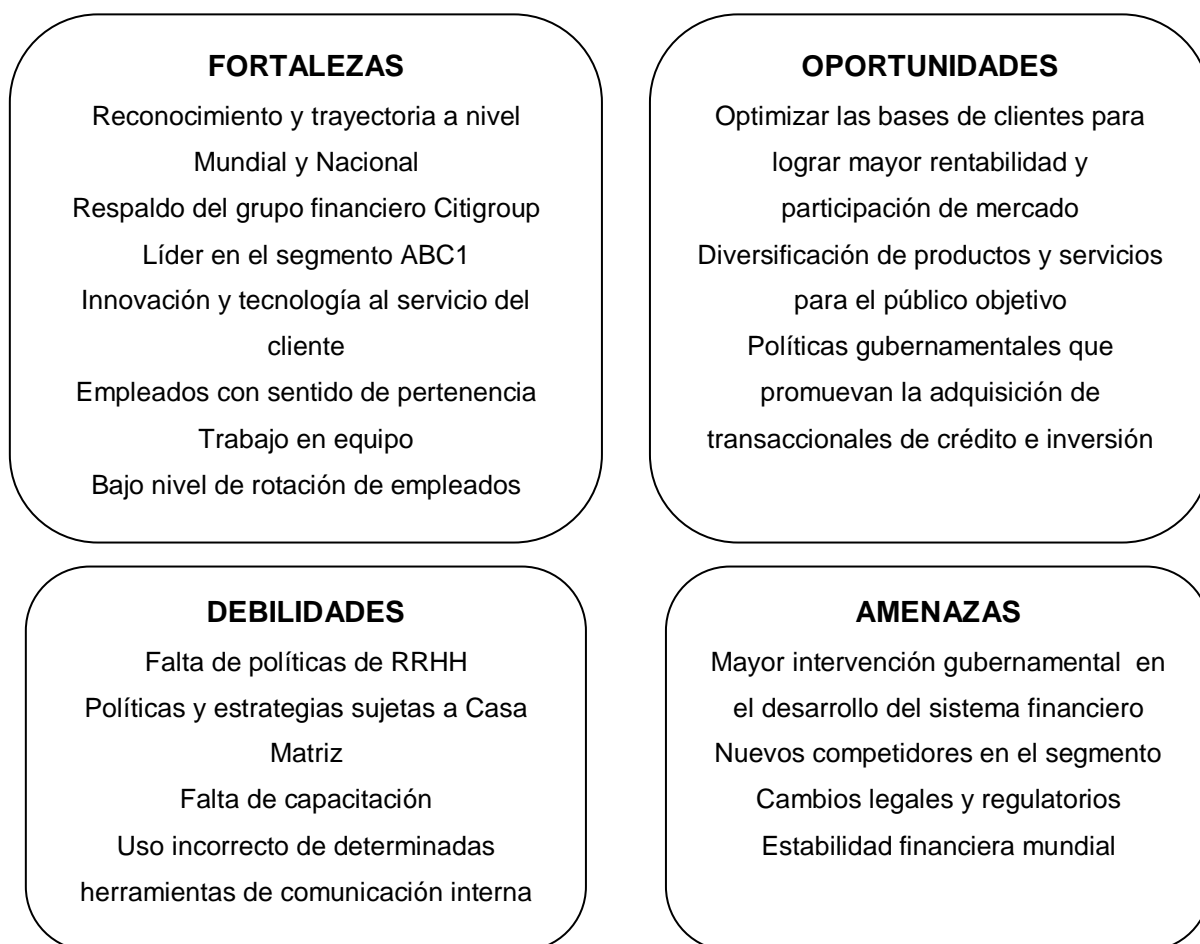 FORTALEZAS
Reconocimiento y trayectoria a nivel
Mundial y Nacional
Respaldo del grupo financiero Citigroup
Líder en el segmento ABC1
Innovación y tecnología al servicio del
cliente
Empleados con sentido de pertenencia
Trabajo en equipo
Bajo nivel de rotación de empleados
OPORTUNIDADES
Optimizar las bases de clientes para
lograr mayor rentabilidad y
participación de mercado
Diversificación de productos y servicios
para el público objetivo
Políticas gubernamentales que
promuevan la adquisición de
transaccionales de crédito e inversión
DEBILIDADES
Falta de políticas de RRHH
Políticas y estrategias sujetas a Casa
Matriz
Falta de capacitación
Uso incorrecto de determinadas
herramientas de comunicación interna
AMENAZAS
Mayor intervención gubernamental  en
el desarrollo del sistema financiero
Nuevos competidores en el segmento
Cambios legales y regulatorios
Estabilidad financiera mundial